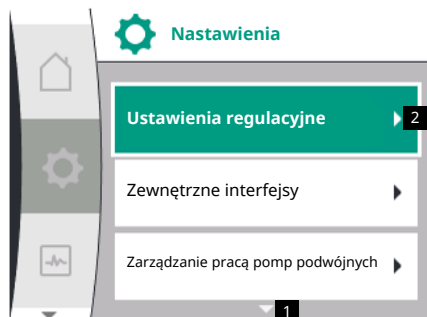 Nastawienia
Ustawienia regulacyjne
2
Zewnętrzne interfejsy
Zarządzanie pracą pomp podwójnych
1